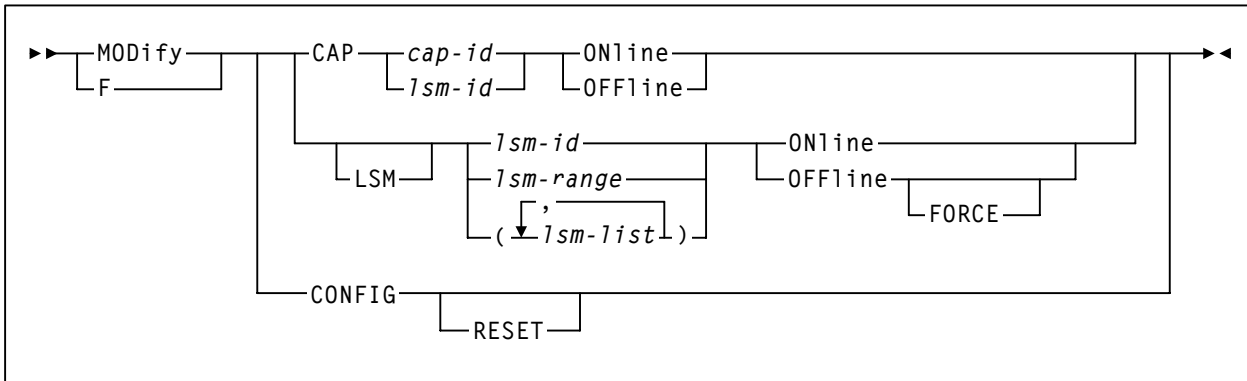 MODify CAP cap-id ONline
F lsm-id OFFline
lsm-id ONline
LSM lsm-range OFFline
, FORCE
( lsm-list )
CONFIG
RESET